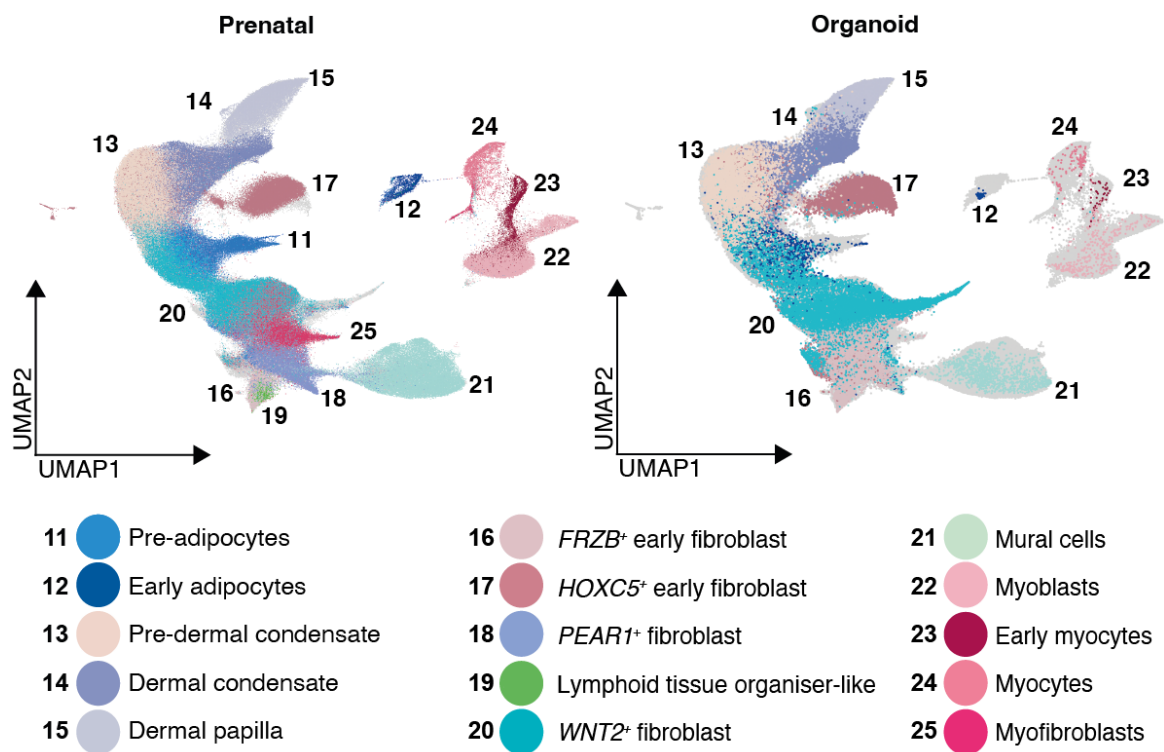 Prenatal
Organoid
15
14
13
24
17
23
12
11
22
20
25
21
16
18
19
UMAP2
UMAP1
15
14
13
24
17
23
12
22
20
21
16
UMAP2
UMAP1
11 Pre-adipocytes
12 Early adipocytes
13 Pre-dermal condensate
14 Dermal condensate
15 Dermal papilla
16 FRZB+ early fibroblast
17 HOXC5+ early fibroblast
18 PEAR1+ fibroblast
19 Lymphoid tissue organiser-like
20 WNT2+ fibroblast
21 Mural cells
22 Myoblasts
23 Early myocytes
24 Myocytes
25 Myofibroblasts